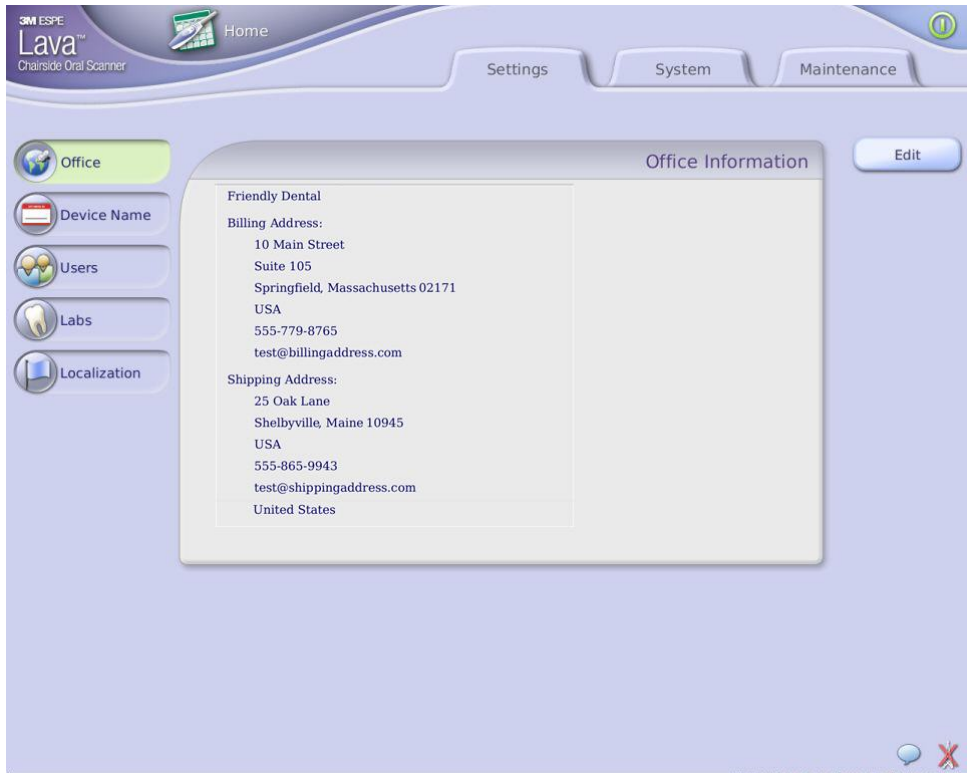 3M ESPE
Lava™
Chairside Oral Scanner
Home
Settings
System
Maintenance
Office
Device Name
Users
Labs
Localization
Office Information
Edit
Friendly Dental
Billing Address:
10 Main Street
Suite 105
Springfield, Massachusetts 02171
USA
555-779-8765
test@billingaddress.com
Shipping Address:
25 Oak Lane
Shelbyville, Maine 10945
USA
555-865-9943
test@shippingaddress.com
United States